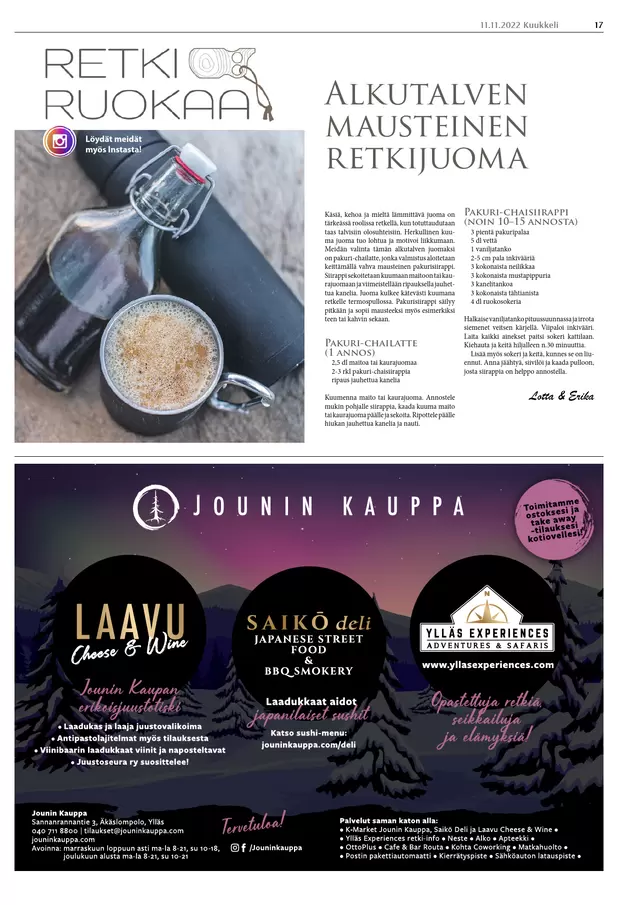 11.11.2022 Kuukkeli 17
RETKI
RUOKAA
Löydät meidät
myös Instasta!
Alkutalven
mausteinen
retkijuoma
Käsiä, kehoa ja mieltä lämmittävä juoma on
tärkeässä roolissa retkellä, kun totuttaudutaan
taas talvisiin olosuhteisiin. Herkullinen kuu-
ma juoma tuo lohtua ja motivoi liikkumaan.
Meidän valinta tämän alkutalven juomaksi
on pakuri-chailatte, jonka valmistus aloitetaan
keittämällä vahva mausteinen pakurisiirappi.
Siirappi sekoitetaan kuumaan maitoon tai kau-
rajuomaan ja viimeistellään ripauksella jauhet-
tua kanelia. Juoma kulkee kätevästi kuumana
retkelle termospullossa. Pakurisiirappi säilyy
pitkään ja sopii mausteeksi myös esimerkiksi
teen tai kahvin sekaan.
Pakuri-chailatte
(1 annos)
2,5 dl maitoa tai kaurajuomaa
2-3 rkl pakuri-chaisiirappia
ripaus jauhettua kanelia
Kuumenna maito tai kaurajuoma. Annostele
mukin pohjalle siirappia, kaada kuuma maito
tai kaurajuoma päälle ja sekoita. Ripottele päälle
hiukan jauhettua kanelia ja nauti.
Pakuri-chaisiirappi
(noin 10–15 annosta)
3 pientä pakuripalaa
5 dl vettä
1 vaniljatanko
2-5 cm pala inkivääriä
3 kokonaista neilikkaa
3 kokonaista mustapippuria
3 kanelitankoa
3 kokonaista tähtianista
4 dl ruokosokeria
Halkaise vaniljatanko pituussuunnassa ja irrota
siemenet veitsen kärjellä. Viipaloi inkivääri.
Laita kaikki ainekset paitsi sokeri kattilaan.
Kiehauta ja keitä hiljalleen n.30 minuuttia.
Lisää myös sokeri ja keitä, kunnes se on liu-
ennut. Anna jäähtyä, siivilöi ja kaada pulloon,
josta siirappi on helppo annostella.
Lotta & Erika
JOUNIN KAUPPA
Toimitamme
ostoksesi ja
take away
-tilauksesi
kotiovellesi!
LAAVU
Cheese & Wine
Jounin Kaupan
erikoisjuustotiski
• Laadukas ja laaja juustovalikoima
• Antipastolajitelmat myös tilauksesta
• Viinibaarin laadukkaat viinit ja naposteltavat
• Juustoseura ry suosittelee!
SAIKŌ deli
JAPANESE STREET
FOOD
&
BBQ SMOKERY
Laadukkaat aidot
japanilaiset sushit
Katso sushi-menu:
jouninkauppa.com/deli
N
YLLÄS EXPERIENCES
ADVENTURES & SAFARIS
www.yllasexperiences.com
Opastettuja retkiä,
seikkailuja
ja elämyksiä!
Jounin Kauppa
Sannanrannantie 3, Äkäslompolo, Ylläs
040 711 8800 | tilaukset@jouninkauppa.com
jouninkauppa.com
Avoinna: marraskuun loppuun asti ma-la 8-21, su 10-18,
joulukuun alusta ma-la 8-21, su 10-21
Tervetuloa!
/Jouninkauppa
Palvelut saman katon alla:
• K-Market Jounin Kauppa, Saikö Deli ja Laavu Cheese & Wine •
• Ylläs Experiences retki-info • Neste • Alko • Apteekki •
• OttoPlus • Cafe & Bar Routa • Kohta Coworking • Matkahuolto •
• Postin pakettiautomaatti • Kierrätyspiste • Sähköauton latauspiste •